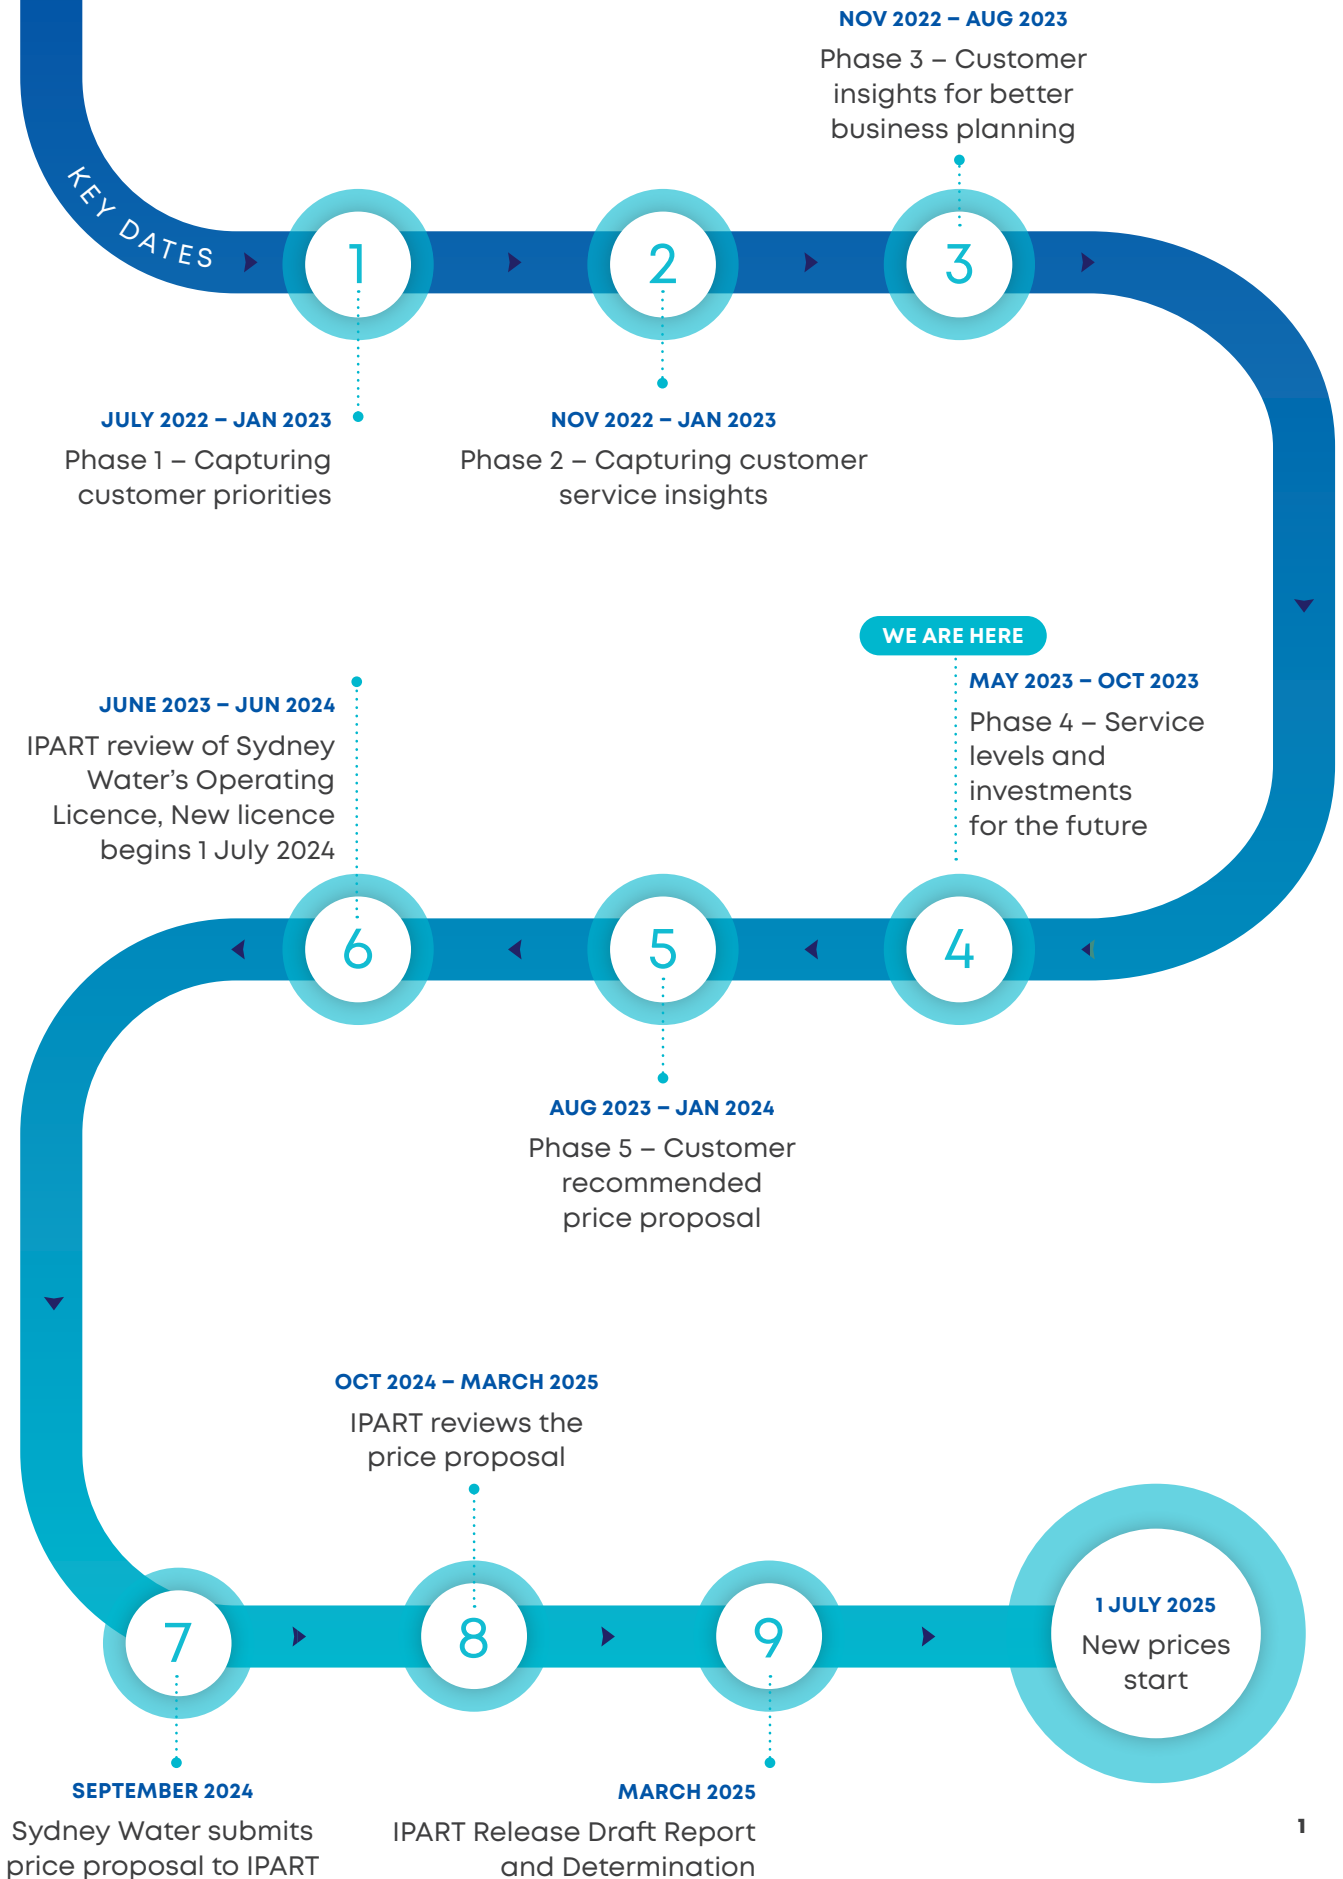 KEY DATES
1
JULY 2022 – JAN 2023
Phase 1 – Capturing
customer priorities
2
NOV 2022 – JAN 2023
Phase 2 – Capturing customer
service insights
NOV 2022 – AUG 2023
Phase 3 – Customer
insights for better
business planning
3
WE ARE HERE
MAY 2023 – OCT 2023
Phase 4 – Service
levels and
investments
for the future
4
5
AUG 2023 – JAN 2024
Phase 5 – Customer
recommended
price proposal
JUNE 2023 – JUN 2024
IPART review of Sydney
Water’s Operating
Licence, New licence
begins 1 July 2024
6
7
SEPTEMBER 2024
Sydney Water submits
price proposal to IPART
OCT 2024 – MARCH 2025
IPART reviews the
price proposal
8
9
MARCH 2025
IPART Release Draft Report
and Determination
1 JULY 2025
New prices
start
1